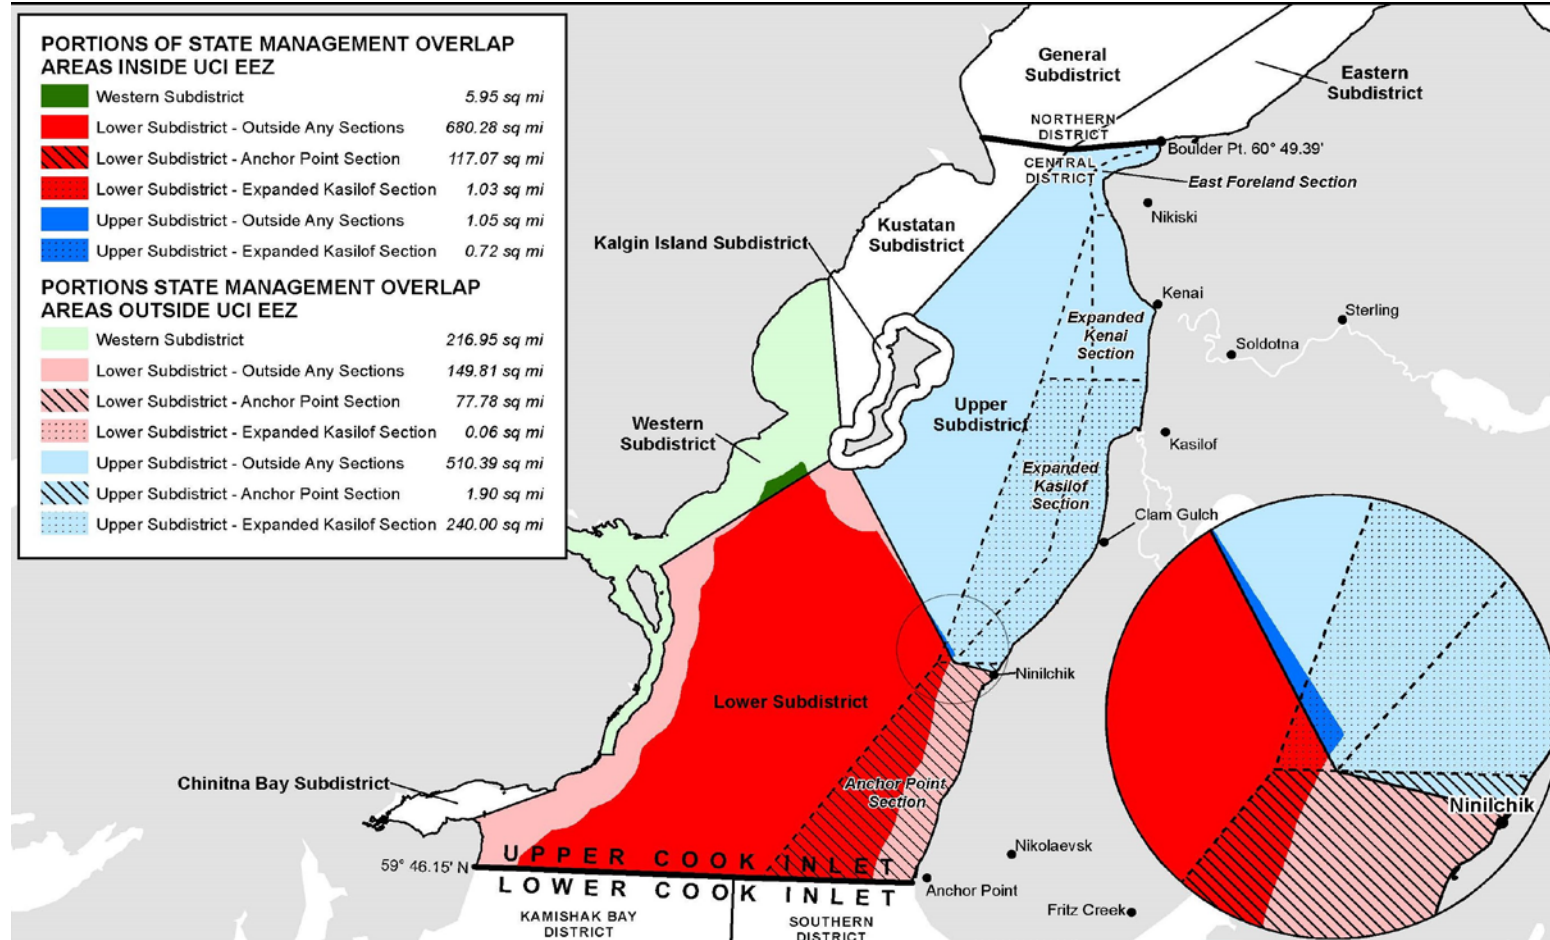 PORTIONS OF STATE MANAGEMENT OVERLAP
AREAS INSIDE UCI EEZ
Western Subdistrict 5.95 sq mi
Lower Subdistrict - Outside Any Sections 680.28 sq mi
Lower Subdistrict - Anchor Point Section 117.07 sq mi
Lower Subdistrict - Expanded Kasilof Section 1.03 sq mi
Upper Subdistrict - Outside Any Sections 1.05 sq mi
Upper Subdistrict - Expanded Kasilof Section 0.72 sq mi
PORTIONS STATE MANAGEMENT OVERLAP
AREAS OUTSIDE UCI EEZ
Western Subdistrict 216.95 sq mi
Lower Subdistrict - Outside Any Sections 149.81 sq mi
Lower Subdistrict - Anchor Point Section 77.78 sq mi
Lower Subdistrict - Expanded Kasilof Section 0.06 sq mi
Upper Subdistrict - Outside Any Sections 510.39 sq mi
Upper Subdistrict - Anchor Point Section 1.90 sq mi
Upper Subdistrict - Expanded Kasilof Section 240.00 sq mi
General
Subdistrict
Eastern
Subdistrict
NORTHERN
DISTRICT
Boulder Pt. 60° 49.39'
CENTRAL
DISTRICT
East Foreland Section
Nikiski
Kustatan
Subdistrict
Kalgin Island Subdistrict
Kenai
Sterling
Expanded
Kenai
Section
Soldotna
Upper
Subdistrict
Western
Subdistrict
Kasilof
Expanded
Kasilof
Section
Clam Gulch
Ninilchik
Lower Subdistrict
Chinitna Bay Subdistrict
Anchor Point
Section
Ninilchik
Nikolaevsk
59° 46.15' N
UPPER COOK INLET
LOWER COOK INLET
Anchor Point
KAMISHAK BAY
DISTRICT
SOUTHERN
DISTRICT
Fritz Creek